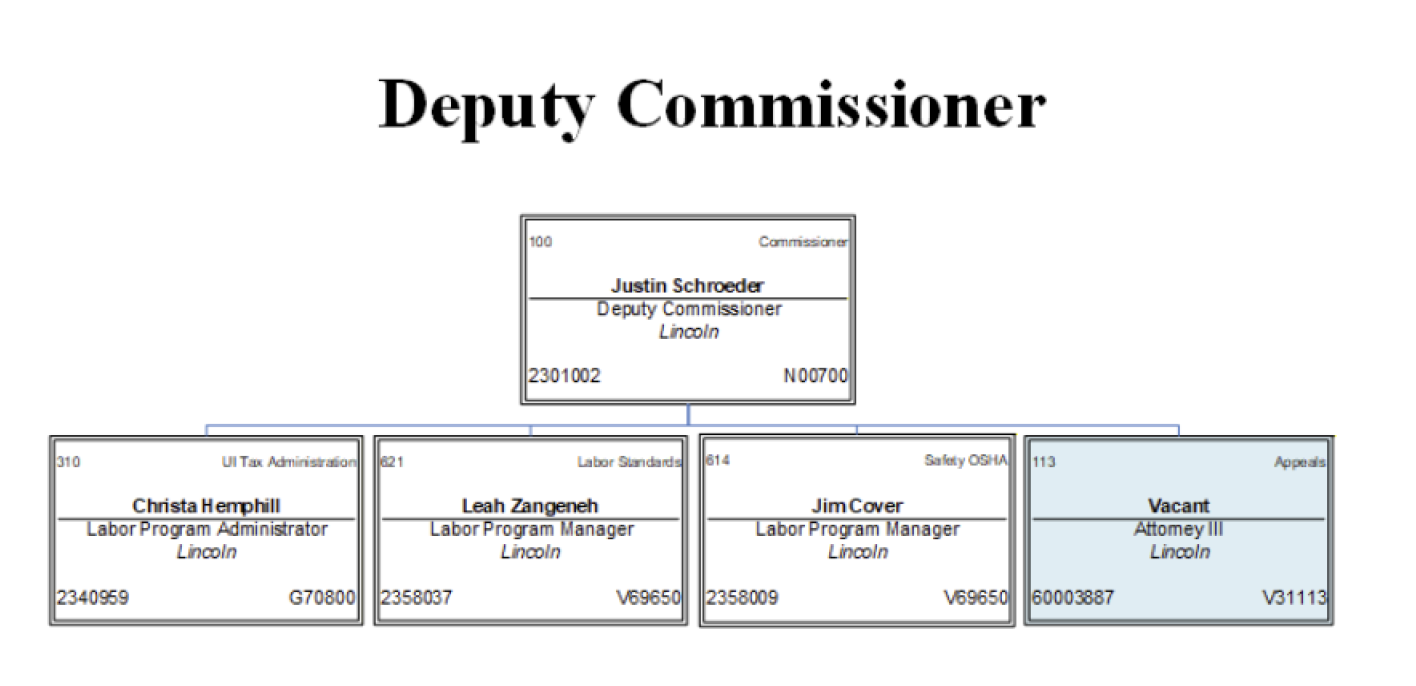 Deputy Commissioner
100 Commissioner
Justin Schroeder
Deputy Commissioner
Lincoln
2301002 N00700
310 UI Tax Administration
Christa Hemphill
Labor Program Administrator
Lincoln
2340959 G70800
621 Labor Standards
Leah Zangeneh
Labor Program Manager
Lincoln
2358037 V69650
614 Safety OSHA
Jim Cover
Labor Program Manager
Lincoln
2358009 V69650
113 Appeals
Vacant
Attorney III
Lincoln
60003887 V31113